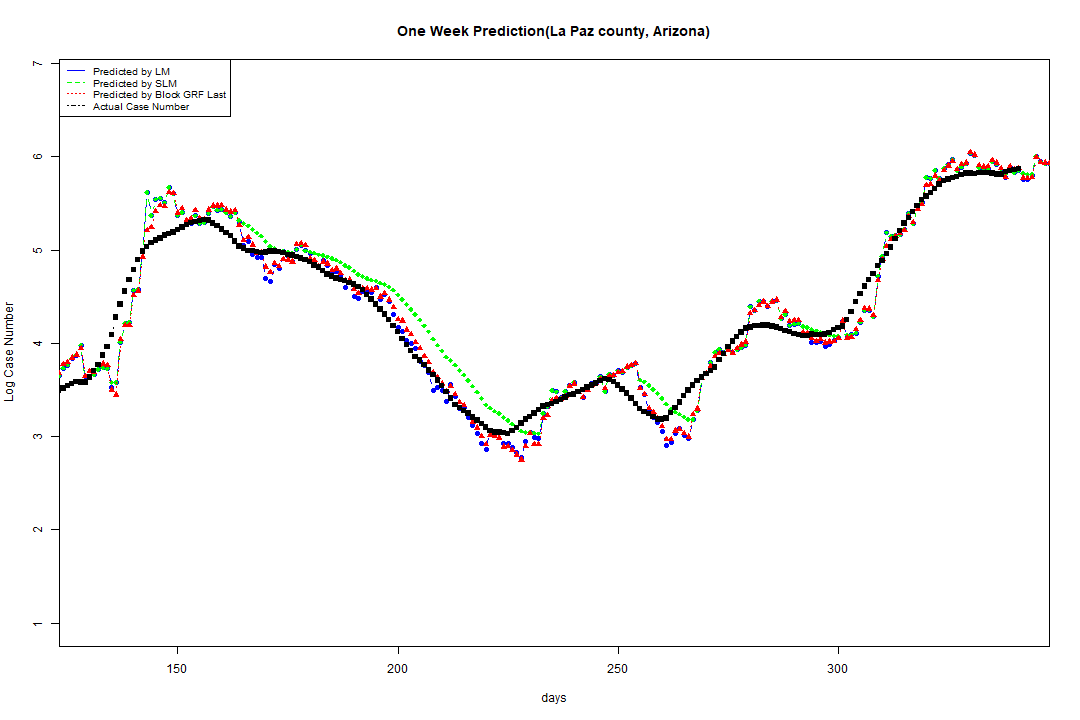 One Week Prediction(La Paz county, Arizona)
Predicted by LM
Predicted by SLM
Predicted by Block GRF Last
Actual Case Number
7
6
5
4
3
2
1
Log Case Number
150 200 250 300
days